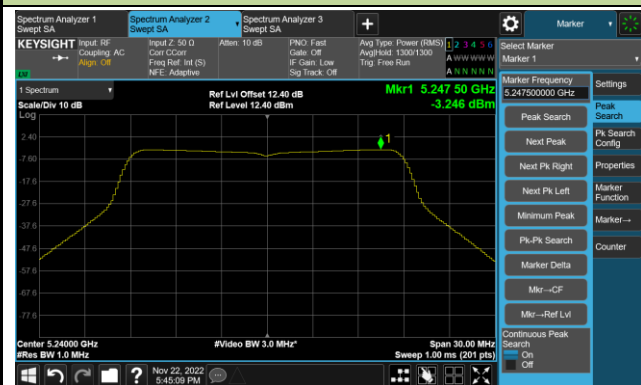 Spectrum Analyzer 1
Swept SA
Spectrum Analyzer 2
Swept SA
Spectrum Analyzer 3
Swept SA
+
Marker
KEYSIGHT
Input: RF
Coupling: AC
Align: Off
Input Z: 50 Ω
Corr CCorr
Freq Ref: Int (S)
NFE: Adaptive
Atten: 10 dB
PNO: Fast
Gate: Off
IF Gain: Low
Sig Track: Off
Avg Type: Power (RMS)
Avg|Hold: 1300/1300
Trig: Free Run
1 2 3 4 5 6
A W W W W W
A N N N N N
Select Marker
Marker 1
1 Spectrum
Scale/Div 10 dB
Log
Ref Lvl Offset 12.40 dB
Ref Level 12.40 dBm
Mkr1 5.247 50 GHz
-3.246 dBm
2.40
-7.60
-17.6
-27.6
-37.6
-47.6
-57.6
-67.6
-77.6
1
Center 5.24000 GHz
#Res BW 1.0 MHz
#Video BW 3.0 MHz*
Span 30.00 MHz
Sweep 1.00 ms (201 pts)
Marker Frequency
5.247500000 GHz
Peak Search
Next Peak
Next Pk Right
Next Pk Left
Minimum Peak
Pk-Pk Search
Marker Delta
Mkr→CF
Mkr→Ref Lvl
Continuous Peak
Search
On
Off
Settings
Peak
Search
Pk Search
Config
Properties
Marker
Function
Marker→
Counter
?
Nov 22, 2022
5:45:09 PM